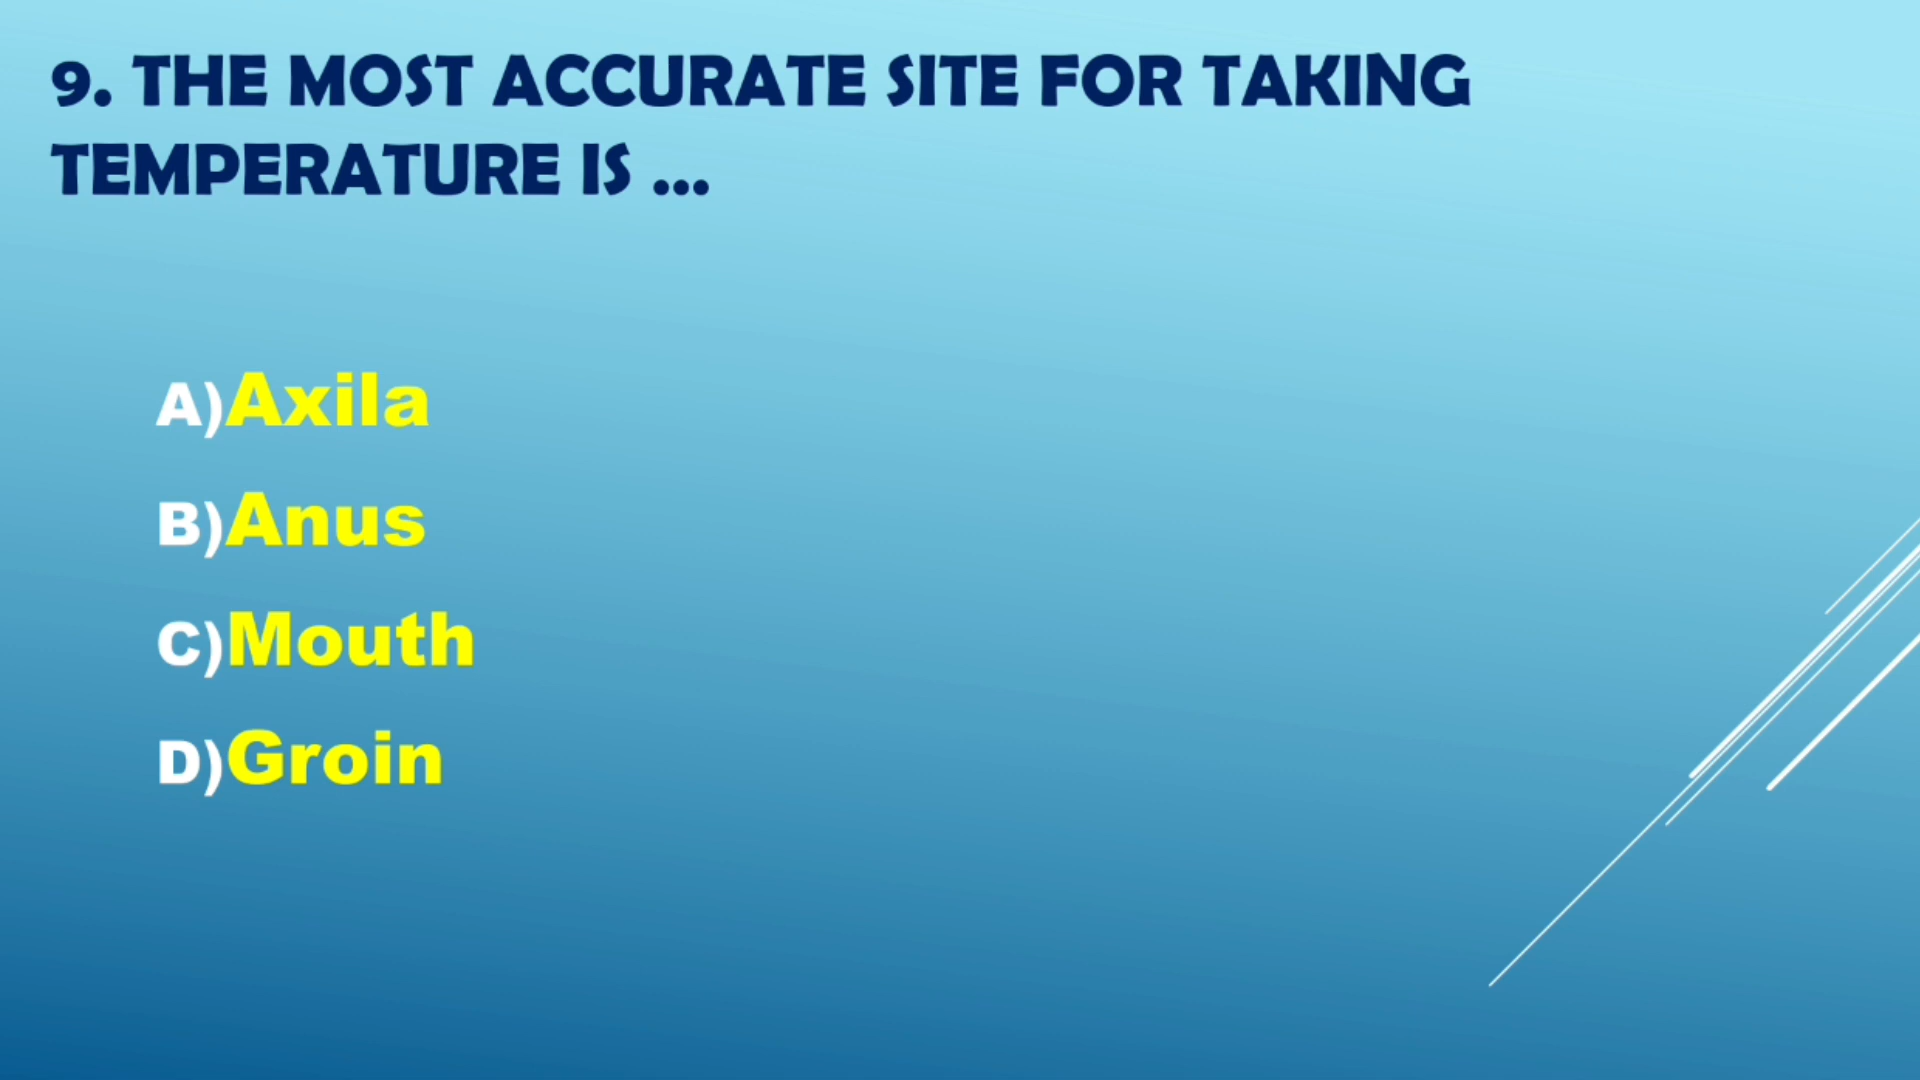 9. THE MOST ACCURATE SITE FOR TAKING
TEMPERATURE IS ...
A)Axila
B)Anus
C)Mouth
D)Groin